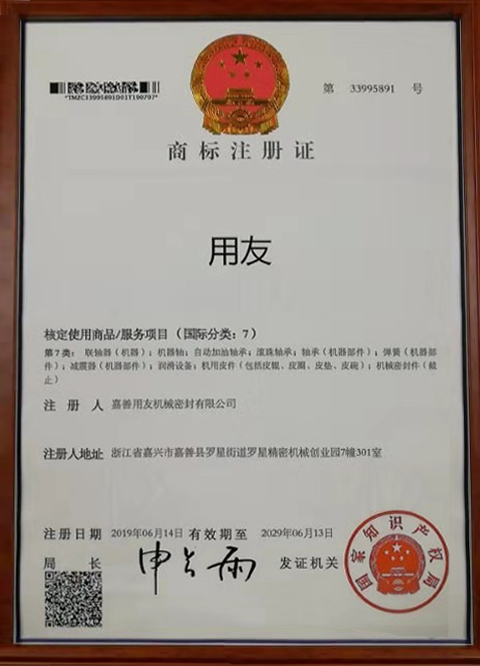 第 33995891 号
*TMZC33995891D01T190707*
商标注册证
用友
核定使用商品/服务项目（国际分类：7）
第7类：联轴器（机器）；机器轴；自动加油轴承；滚珠轴承；轴承（机器部件）；弹簧（机器部
件）；减震器（机器部件）；润滑设备；机用皮件（包括皮辊、皮圈、皮垫、皮碗）；机械密封件（截
止）
注 册 人 嘉善用友机械密封有限公司
注册人地址 浙江省嘉兴市嘉善县罗星街道罗星精密机械创业园7幢301室
注册日期 2019年06月14日 有效期至 2029年06月13日
局 长 申长雨 发证机关
国家知识产权局